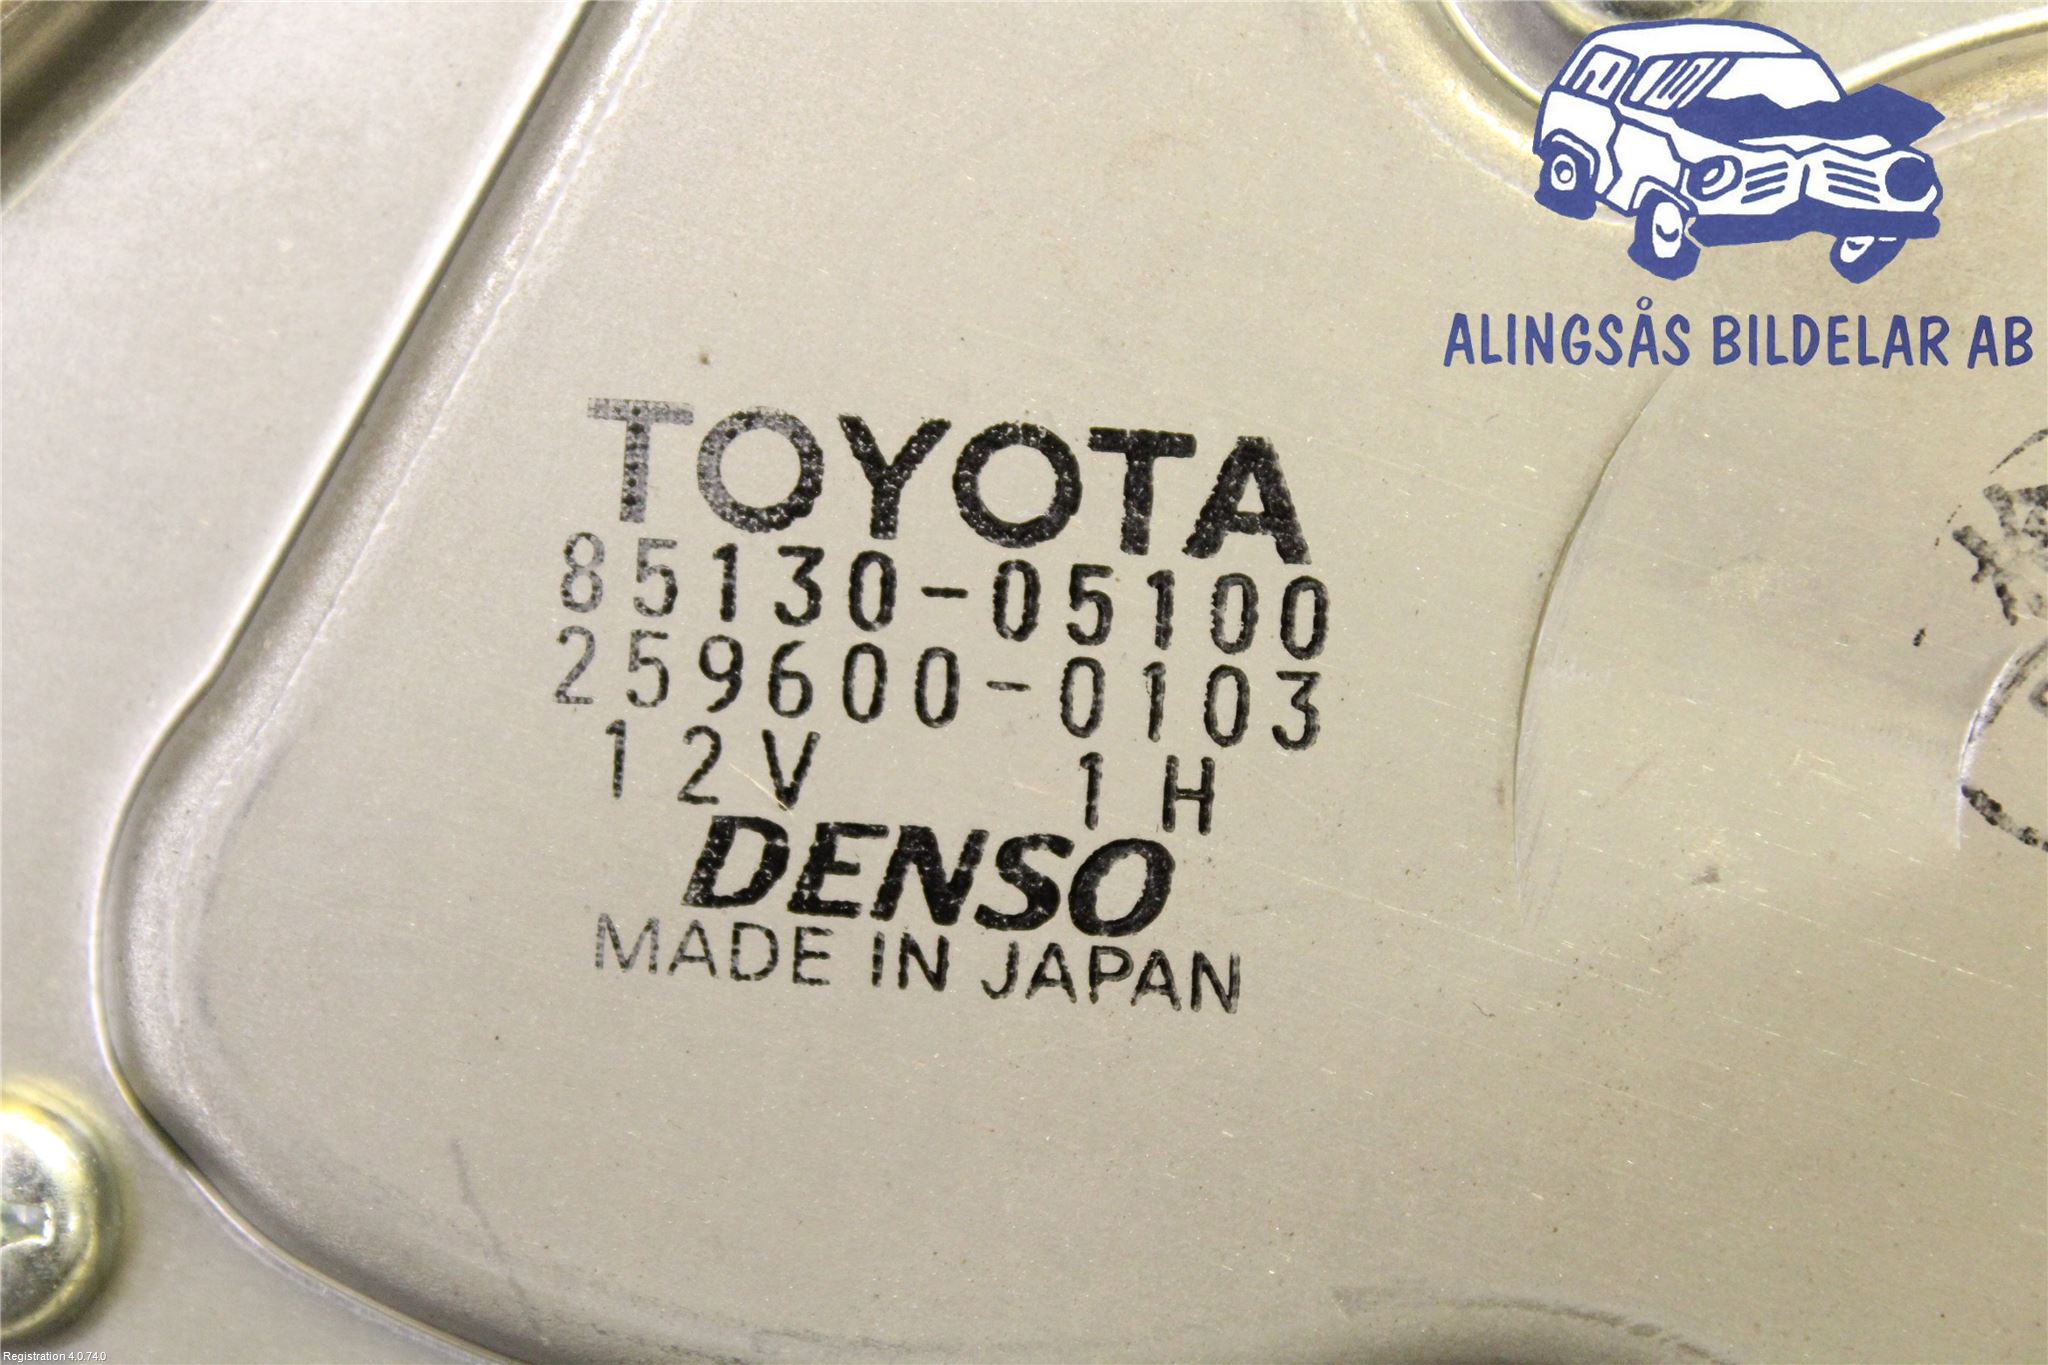 ALINGSÅS BILDELAR AB
TOYOTA
85130-05100
259600-0103
12V 1H
DENSO
MADE IN JAPAN
Registration 4.0.74.0